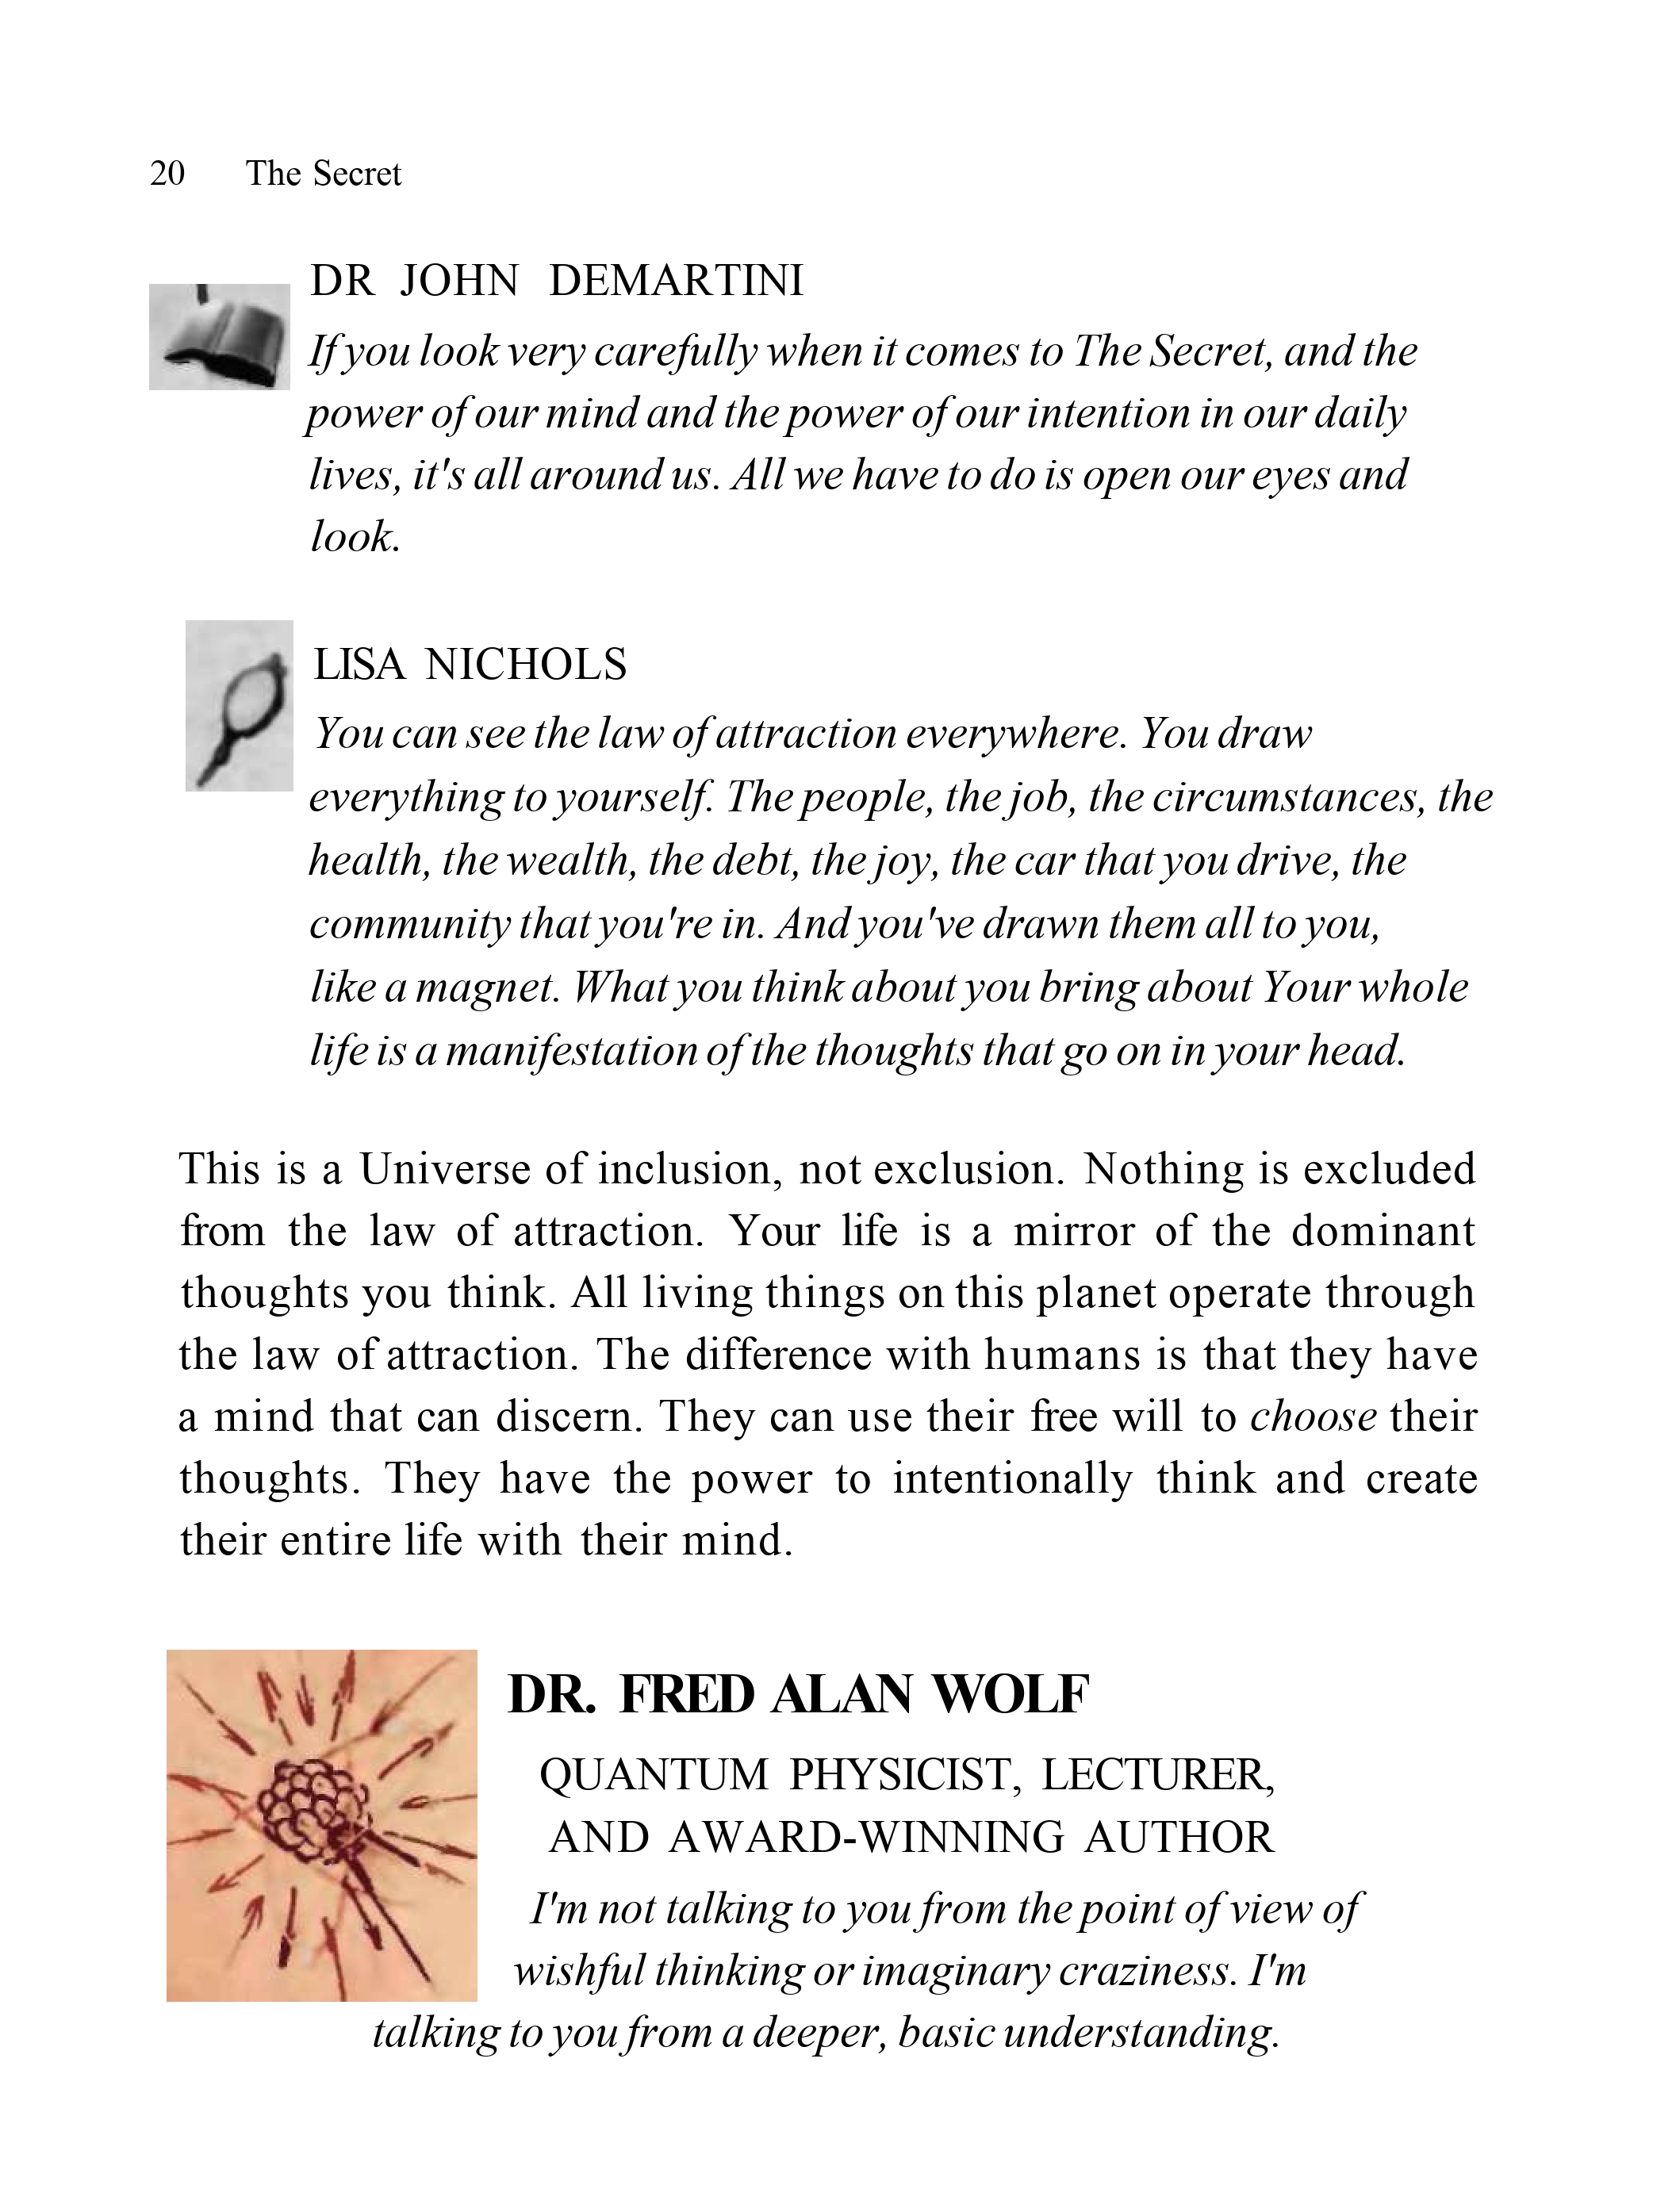 20 The Secret
DR JOHN DEMARTINI
If you look very carefully when it comes to The Secret, and the
power of our mind and the power of our intention in our daily
lives, it's all around us. All we have to do is open our eyes and
look.
LISA NICHOLS
You can see the law of attraction everywhere. You draw
everything to yourself. The people, the job, the circumstances, the
health, the wealth, the debt, the joy, the car that you drive, the
community that you're in. And you've drawn them all to you,
like a magnet. What you think about you bring about Your whole
life is a manifestation of the thoughts that go on in your head.
This is a Universe of inclusion, not exclusion. Nothing is excluded
from the law of attraction. Your life is a mirror of the dominant
thoughts you think. All living things on this planet operate through
the law of attraction. The difference with humans is that they have
a mind that can discern. They can use their free will to choose their
thoughts. They have the power to intentionally think and create
their entire life with their mind.
DR. FRED ALAN WOLF
QUANTUM PHYSICIST, LECTURER,
AND AWARD-WINNING AUTHOR
I'm not talking to you from the point of view of
wishful thinking or imaginary craziness. I'm
talking to you from a deeper, basic understanding.